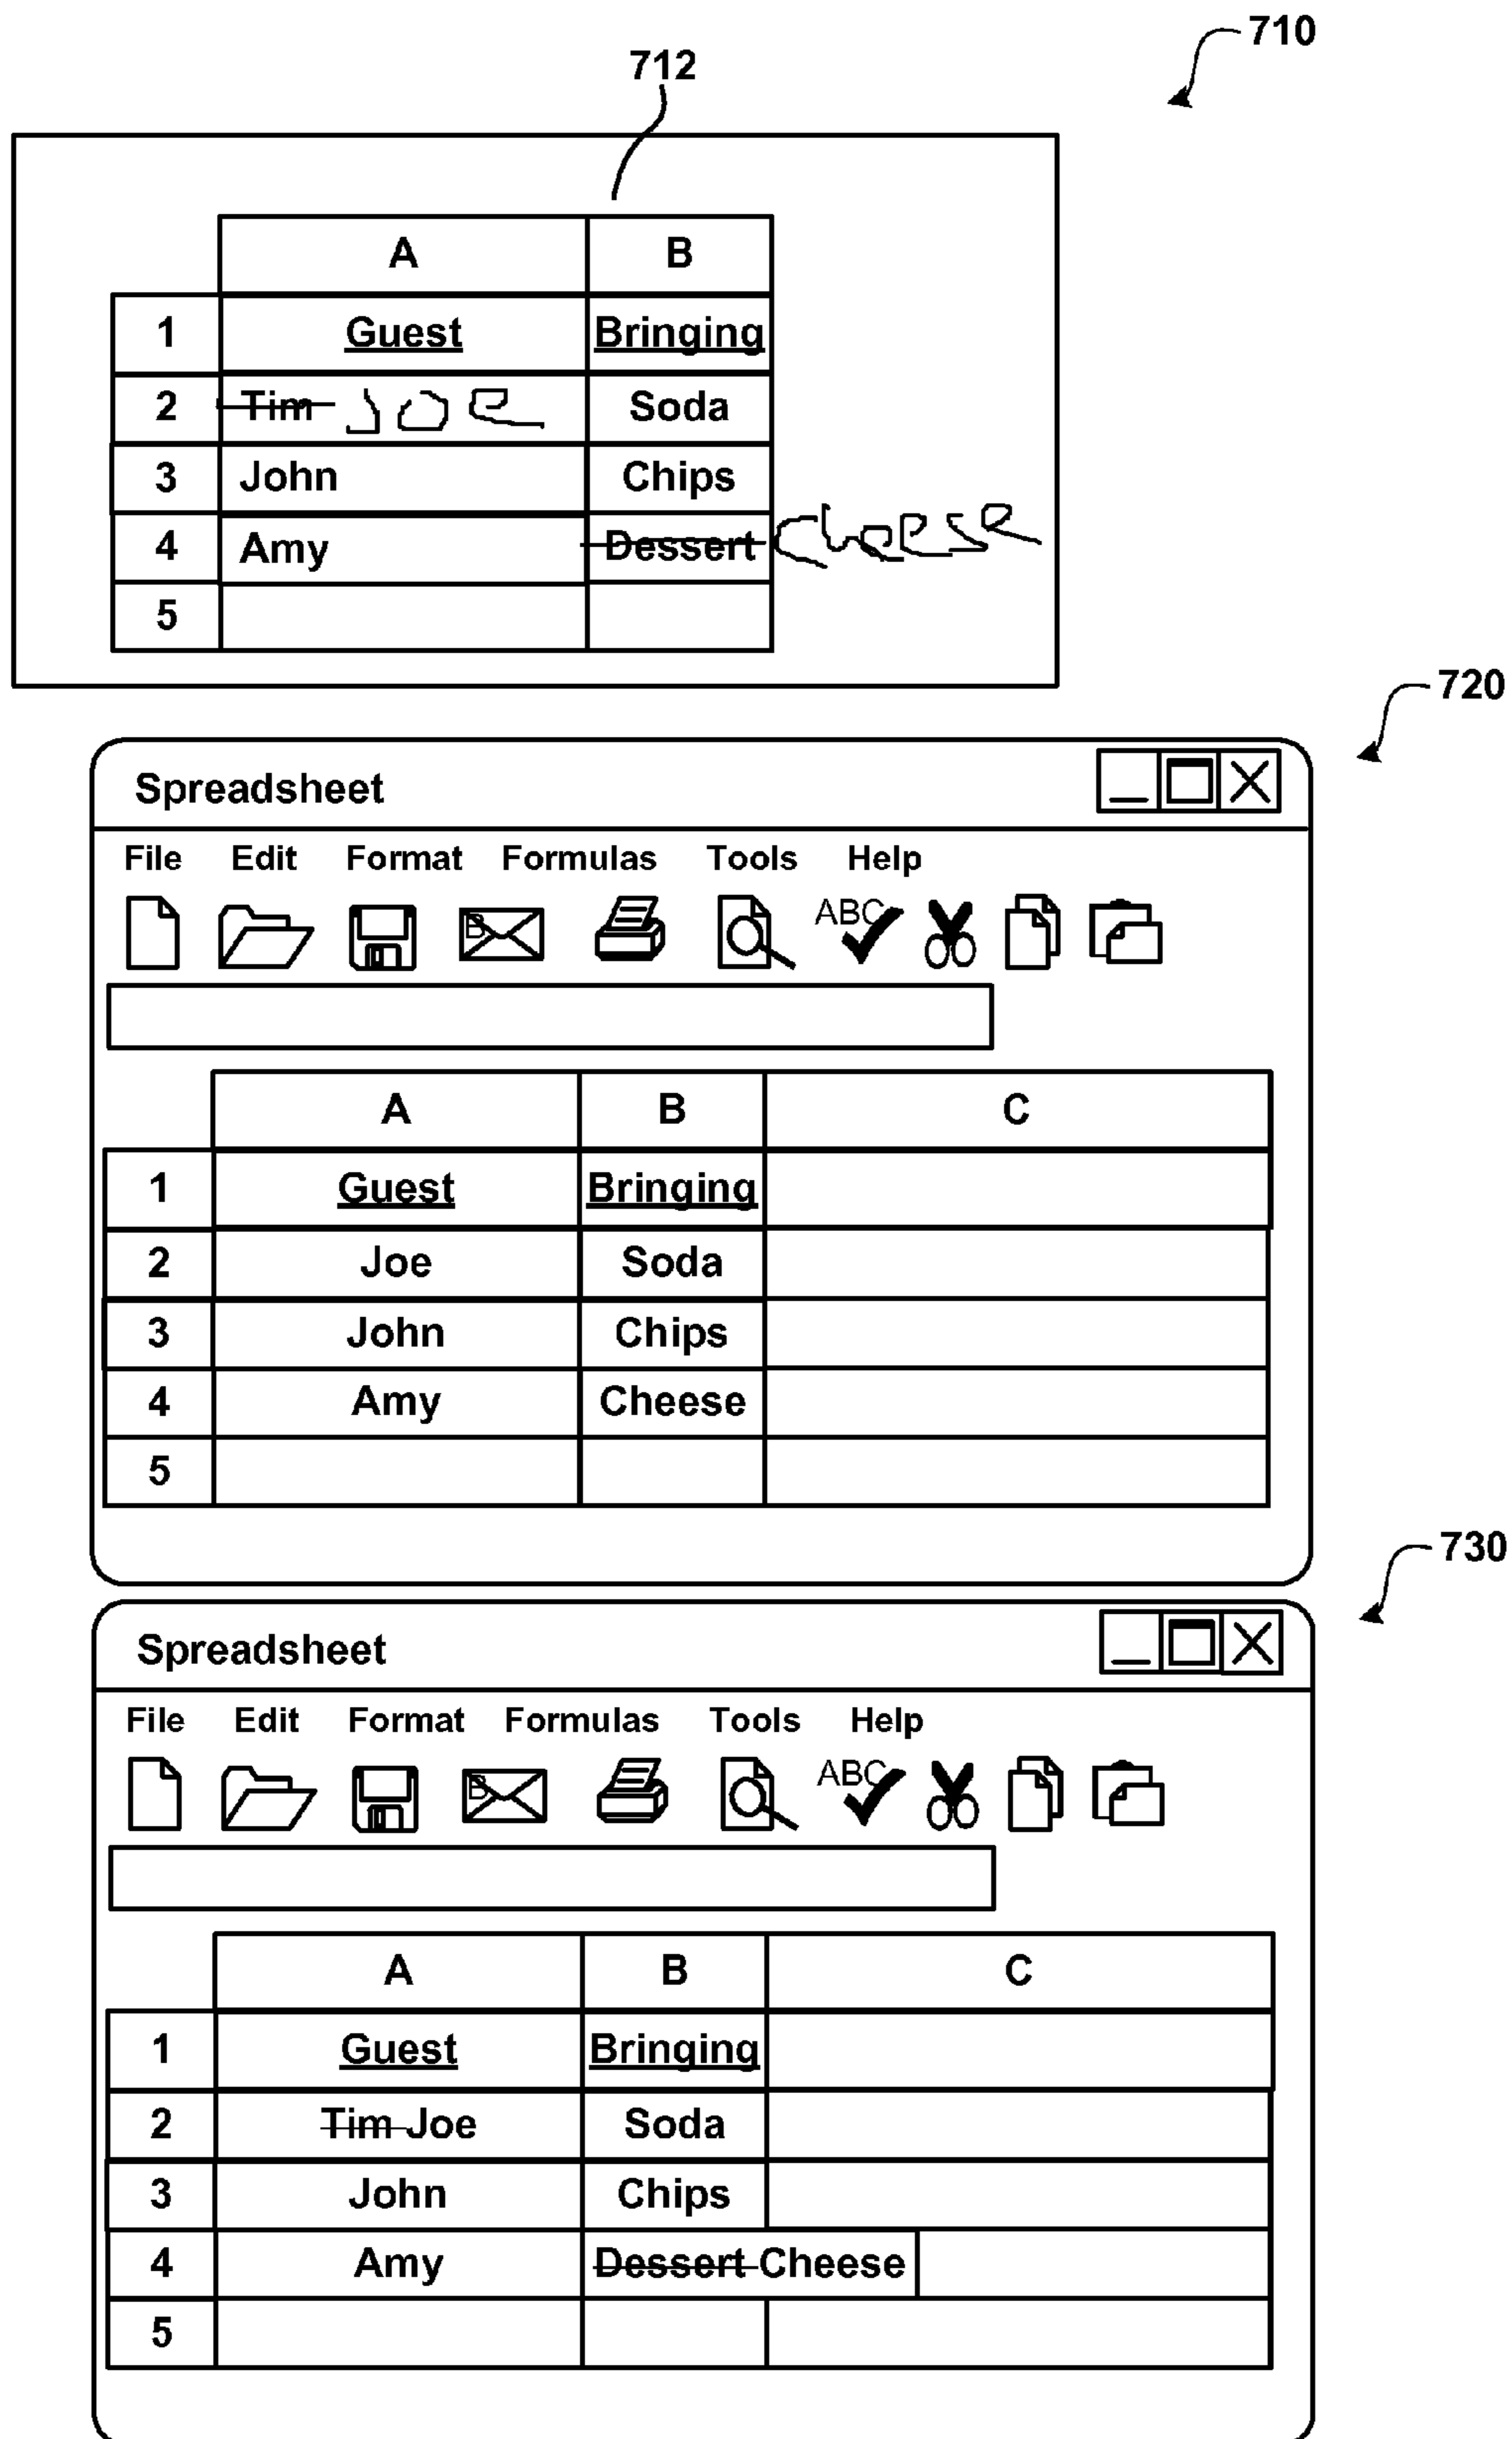 710
712
A B
1 Guest Bringing
2 Tim Joe Soda
3 John Chips
4 Amy Dessert cheese
5
720
Spreadsheet
File Edit Format Formulas Tools Help
B ABC
A B C
1 Guest Bringing
2 Joe Soda
3 John Chips
4 Amy Cheese
5
730
Spreadsheet
File Edit Format Formulas Tools Help
B ABC
A B C
1 Guest Bringing
2 Tim Joe Soda
3 John Chips
4 Amy Dessert Cheese
5